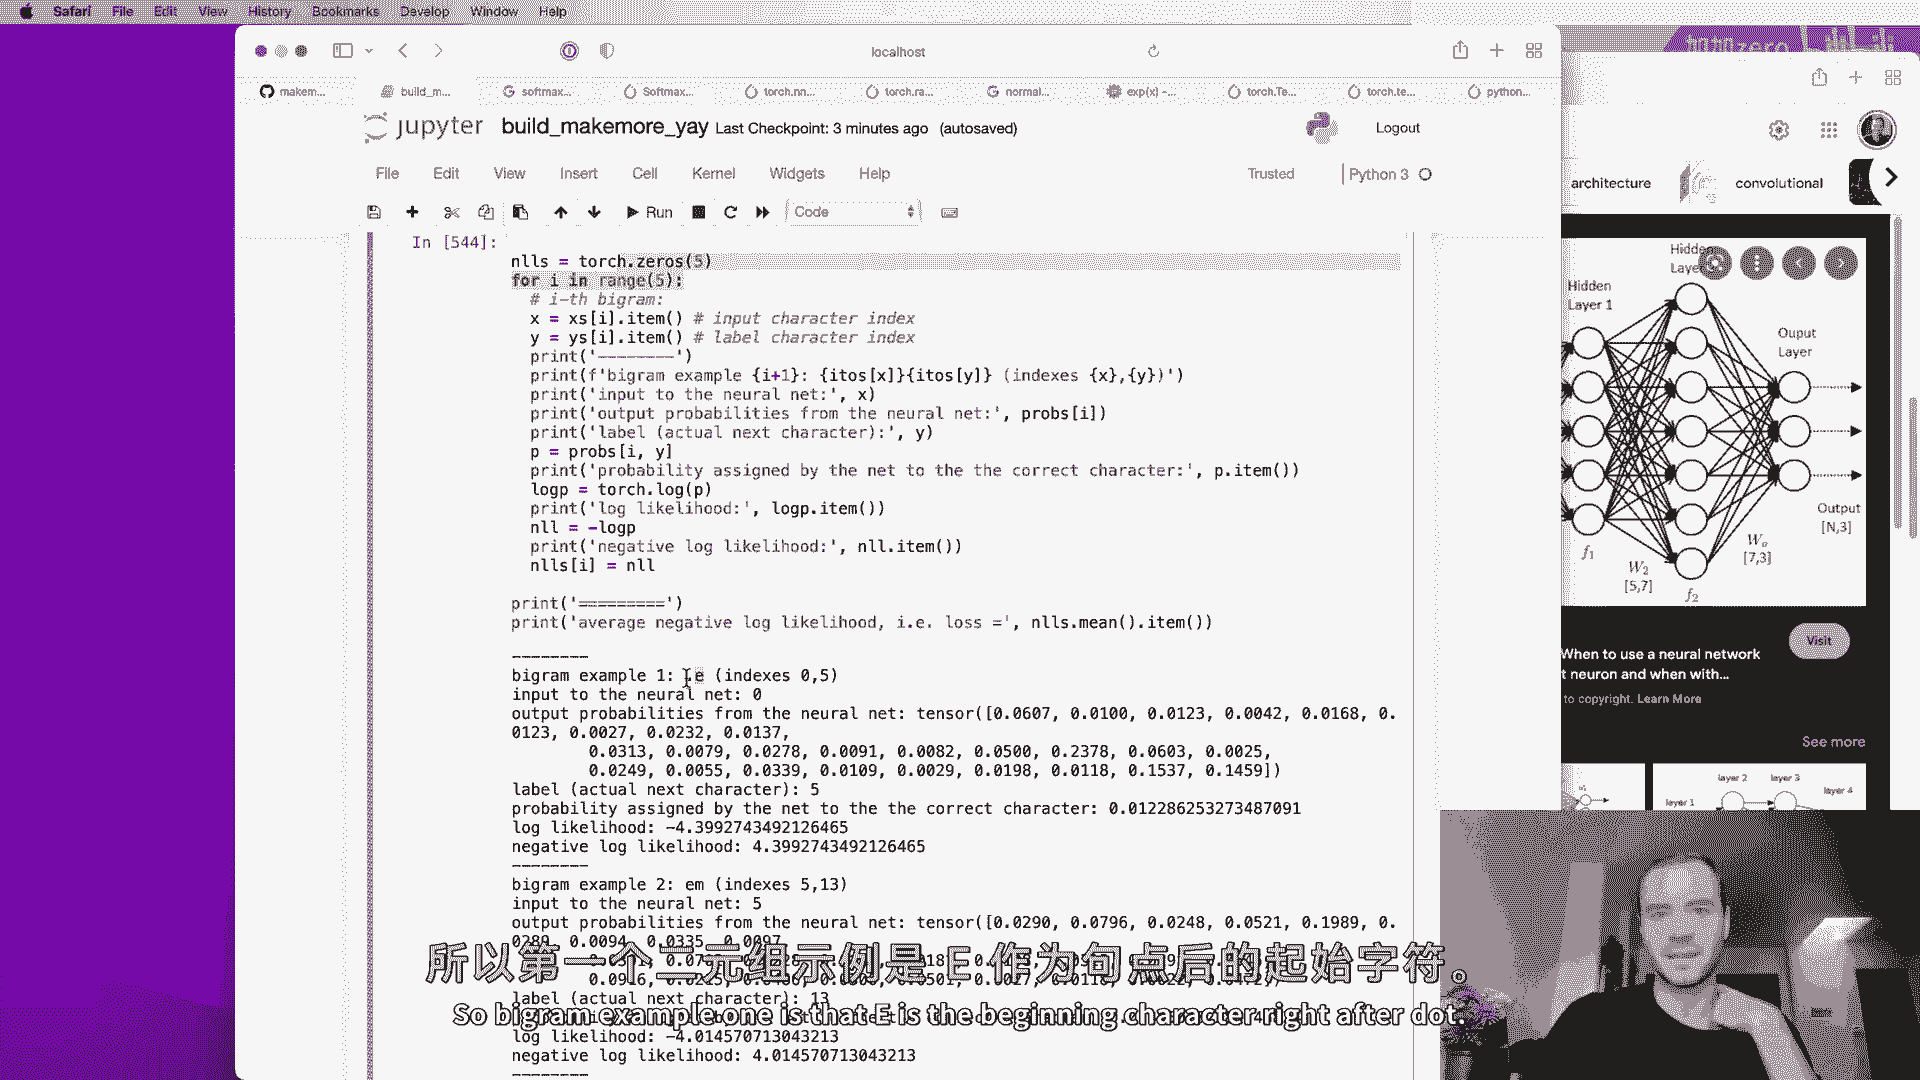 Safari File Edit View History Bookmarks Develop Window Help
localhost
makem... build_m... softmax... Softmax... torch.nn... torch.ra... normal... exp(x) -... torch.Te... torch.te... python...
jupyter build_makemore_yay Last Checkpoint: 3 minutes ago (autosaved) Logout
File Edit View Insert Cell Kernel Widgets Help Trusted Python 3
Run Code
In [544]:
nlls = torch.zeros(5)
for i in range(5):
# i-th bigram:
x = xs[i].item() # input character index
y = ys[i].item() # label character index
print('--------')
print(f'bigram example {i+1}: {itos[x]}{itos[y]} (indexes {x},{y})')
print('input to the neural net:', x)
print('output probabilities from the neural net:', probs[i])
print('label (actual next character):', y)
p = probs[i, y]
print('probability assigned by the net to the the correct character:', p.item())
logp = torch.log(p)
print('log likelihood:', logp.item())
nll = -logp
print('negative log likelihood:', nll.item())
nlls[i] = nll
print('=========')
print('average negative log likelihood, i.e. loss =', nlls.mean().item())
--------
bigram example 1: .e (indexes 0,5)
input to the neural net: 0
output probabilities from the neural net: tensor([0.0607, 0.0100, 0.0123, 0.0042, 0.0168, 0.
0123, 0.0027, 0.0232, 0.0137,
0.0313, 0.0079, 0.0278, 0.0091, 0.0082, 0.0500, 0.2378, 0.0603, 0.0025,
0.0249, 0.0055, 0.0339, 0.0109, 0.0029, 0.0198, 0.0118, 0.1537, 0.1459])
label (actual next character): 5
probability assigned by the net to the the correct character: 0.012286253273487091
log likelihood: -4.3992743492126465
negative log likelihood: 4.3992743492126465
--------
bigram example 2: em (indexes 5,13)
input to the neural net: 5
output probabilities from the neural net: tensor([0.0290, 0.0796, 0.0248, 0.0521, 0.1989, 0.
0289, 0.0094, 0.0335, 0.0097,
label (actual next character): 13
log likelihood: -4.014570713043213
negative log likelihood: 4.014570713043213
--------
所以第一个二元组示例是 E 作为句点后的起始字符。
So bigram example one is that E is the beginning character right after dot.
architecture convolutional
Hidden
Layer
Hidden
Layer 1
Ouput
Layer
Output
[N,3]
f1
W2
[5,7]
f2
Wo
[7,3]
Visit
When to use a neural network
t neuron and when with...
to copyright. Learn More
See more
layer 1 layer 2 layer 3 layer 4